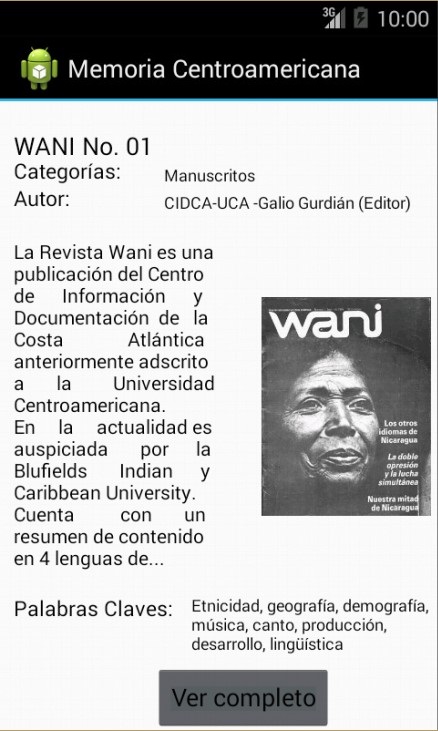 3G 10:00
Memoria Centroamericana
WANI No. 01
Categorías: Manuscritos
Autor: CIDCA-UCA -Galio Gurdián (Editor)
La Revista Wani es una
publicación del Centro
de Información y
Documentación de la
Costa Atlántica
anteriormente adscrito
a la Universidad
Centroamericana.
En la actualidad es
auspiciada por la
Blufields Indian y
Caribbean University.
Cuenta con un
resumen de contenido
en 4 lenguas de...
wani
Los otros
idiomas de
Nicaragua
La doble
opresión
y la lucha
simultánea
Nuestra mitad
de Nicaragua
Palabras Claves: Etnicidad, geografía, demografía,
música, canto, producción,
desarrollo, lingüística
Ver completo